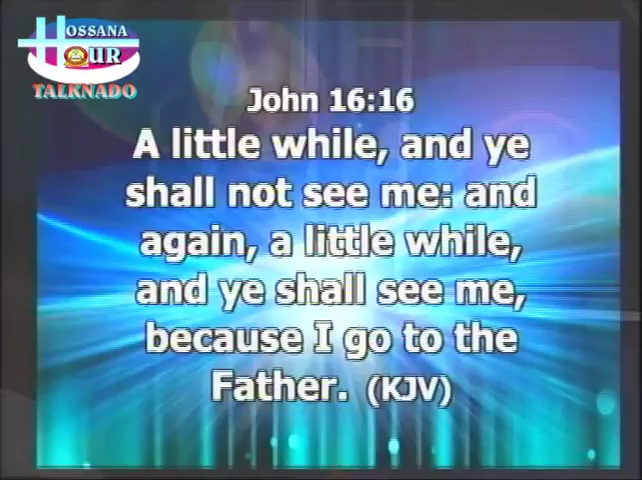 HOSSANA
HOUR
TALKNADO
John 16:16
A little while, and ye
shall not see me: and
again, a little while,
and ye shall see me,
because I go to the
Father. (KJV)